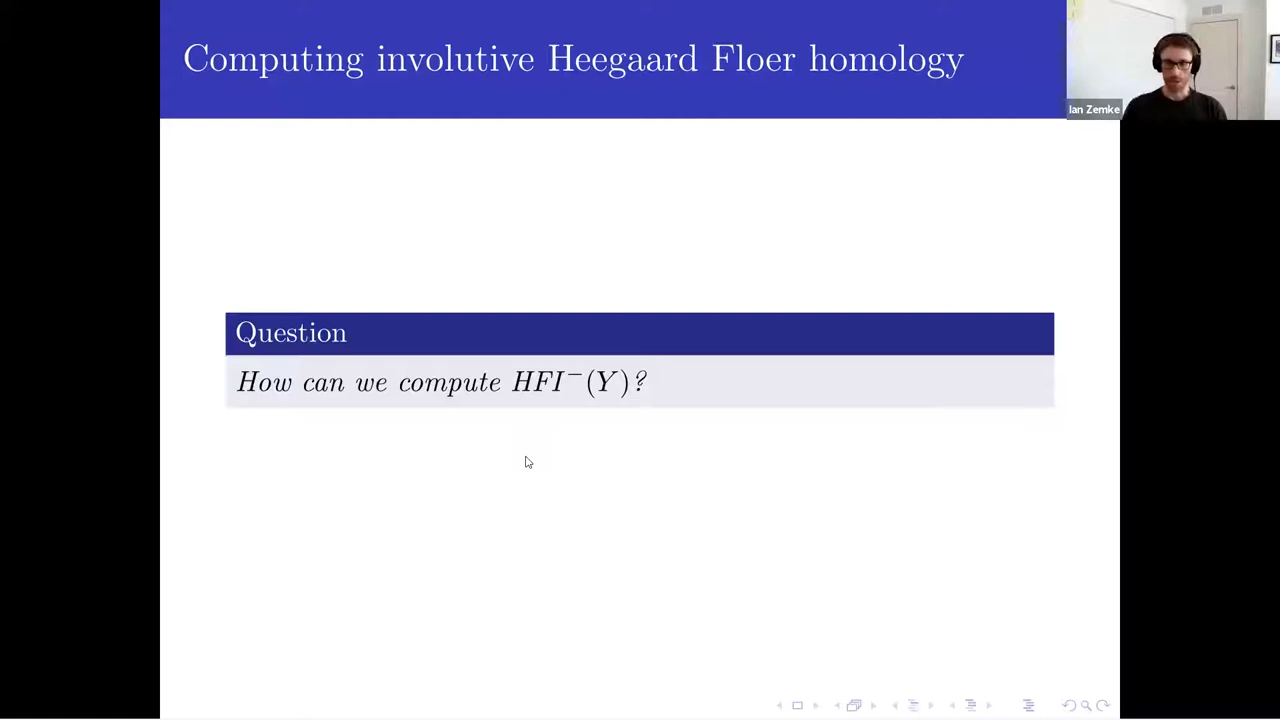 Computing involutive Heegaard Floer homology
Ian Zemke
Question
How can we compute HFI⁻(Y)?